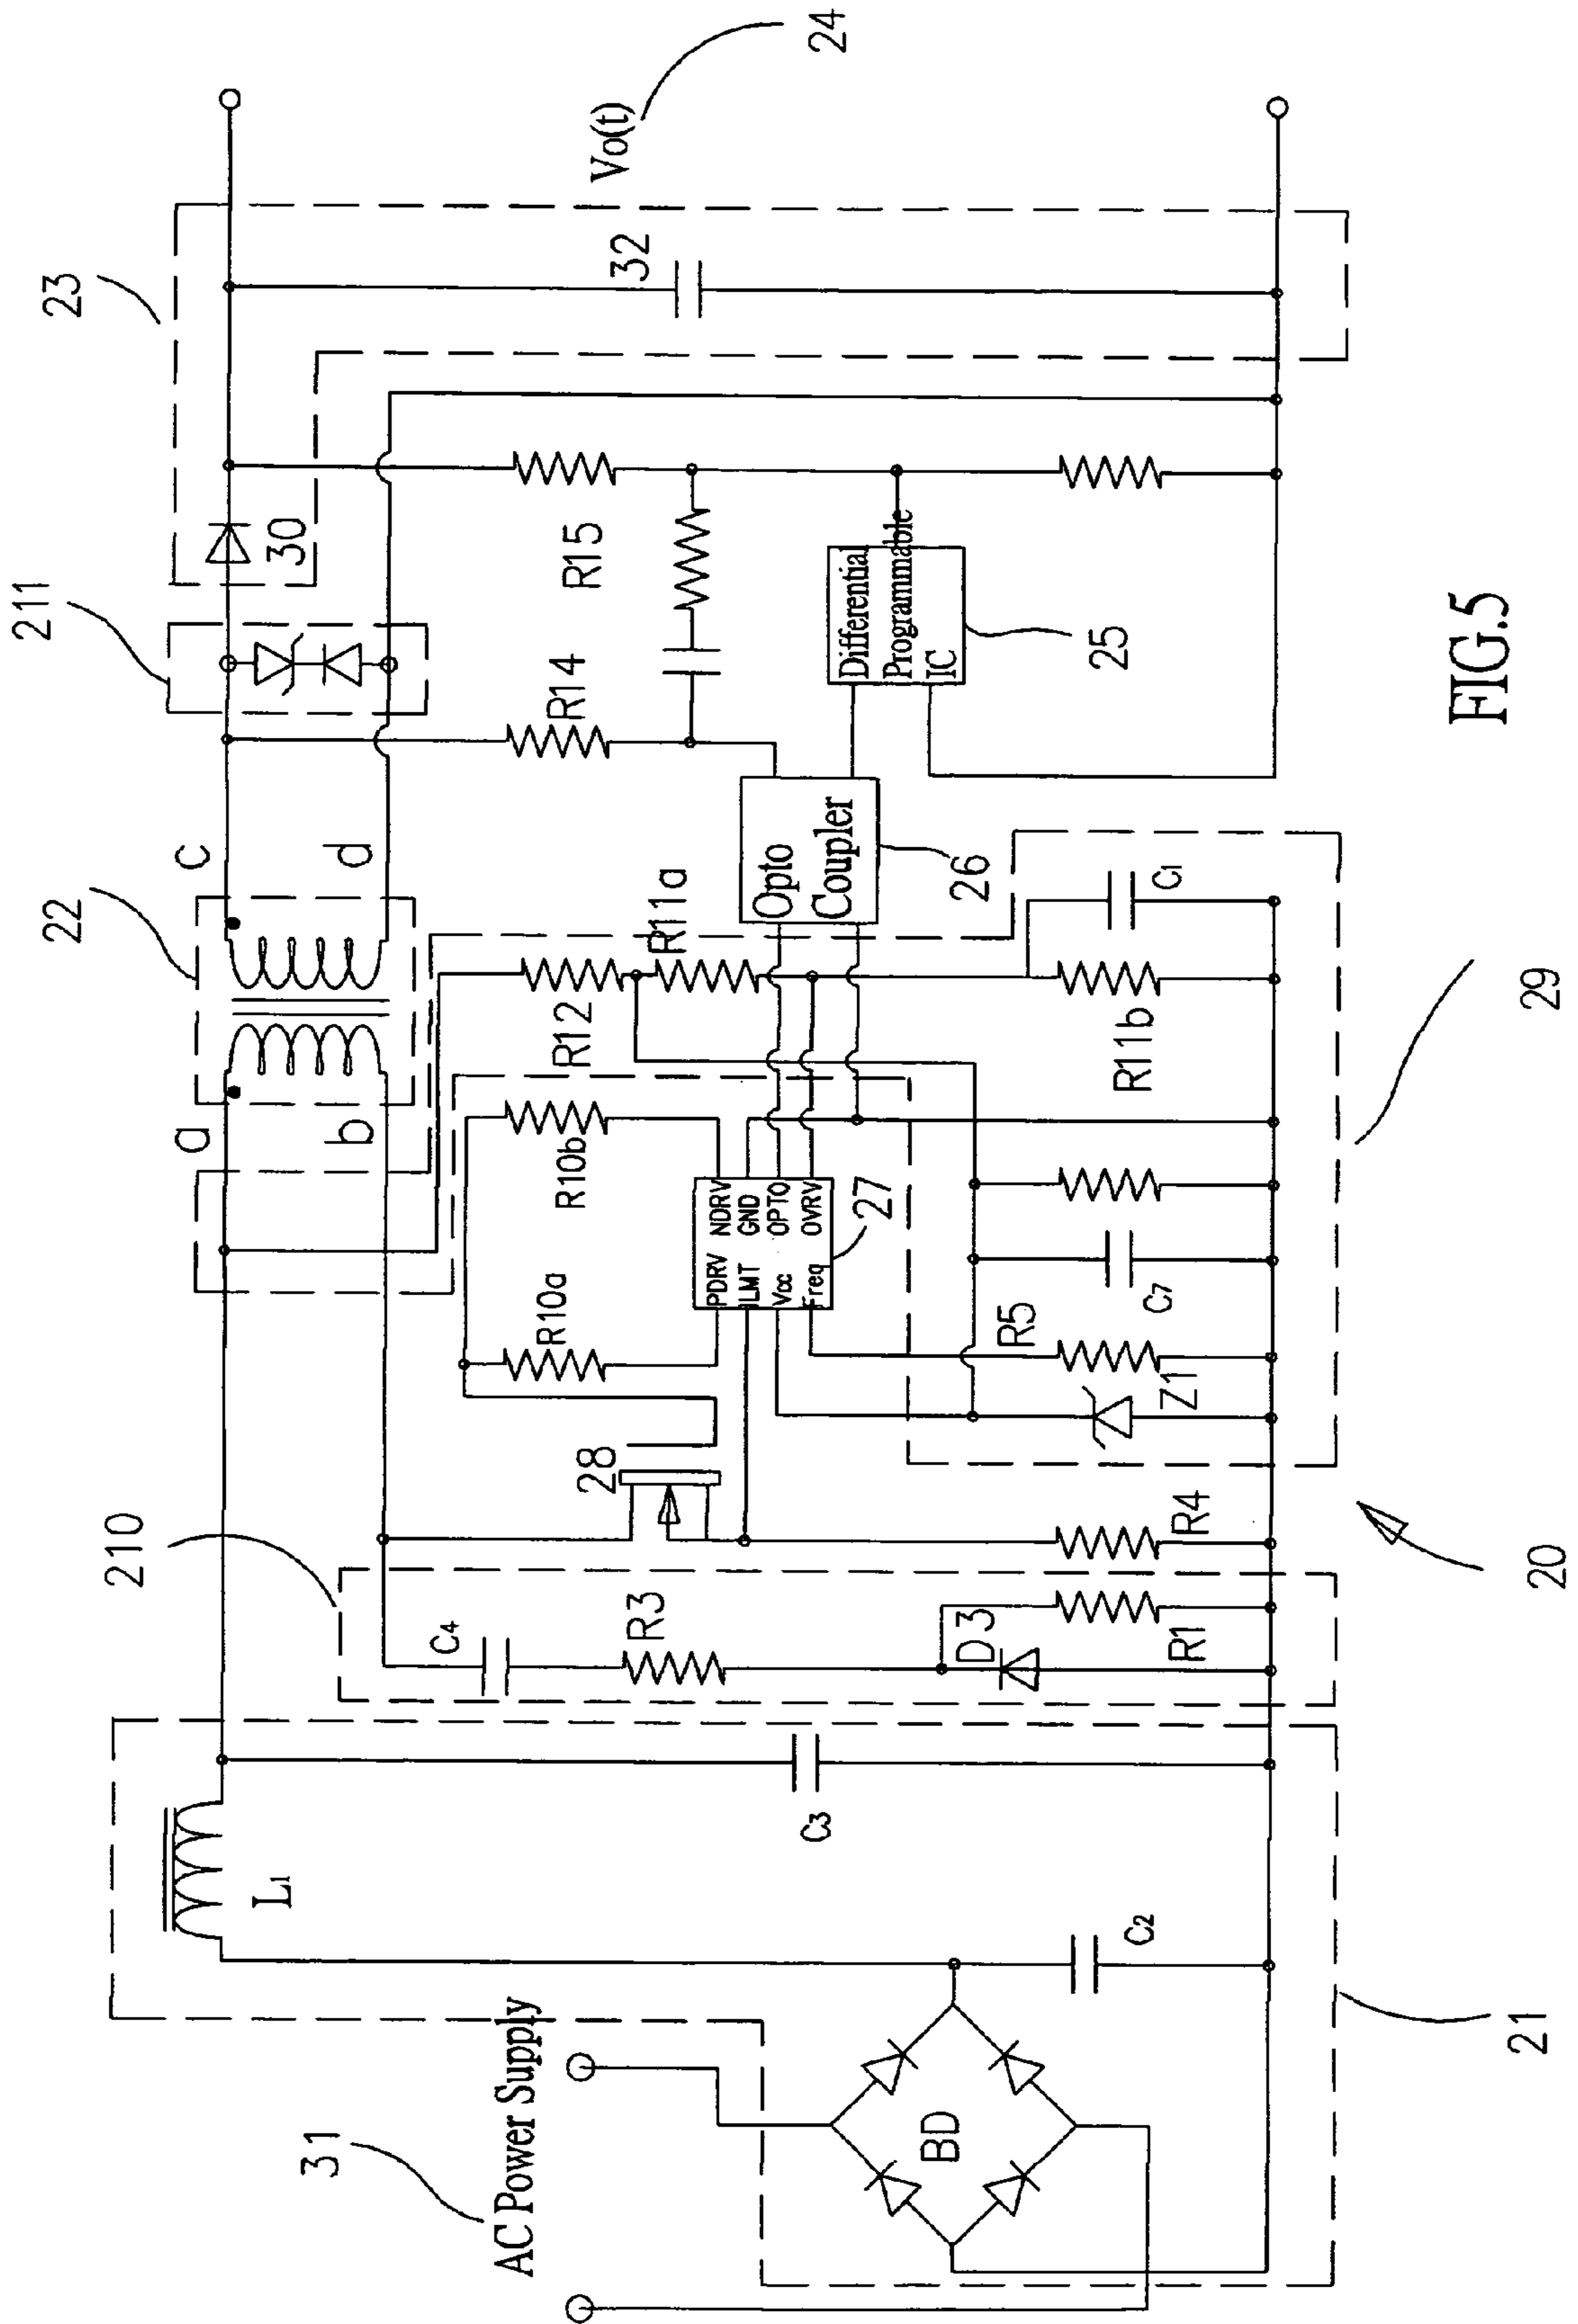 23
211
22
210
c
d
a
b
30
32
Vo(t)
24
R15
R14
Differential
Programmable
IC
25
Opto
Coupler
26
R11a
R12
R11b
C1
R10b
R10a
PDRV NDRV
ILMT GND
Vcc OPTO
Freq OVRV
27
28
R5
C7
Z1
29
R4
R3
C4
D3
R1
20
L1
C3
C2
21
BD
AC Power Supply
31
FIG.5